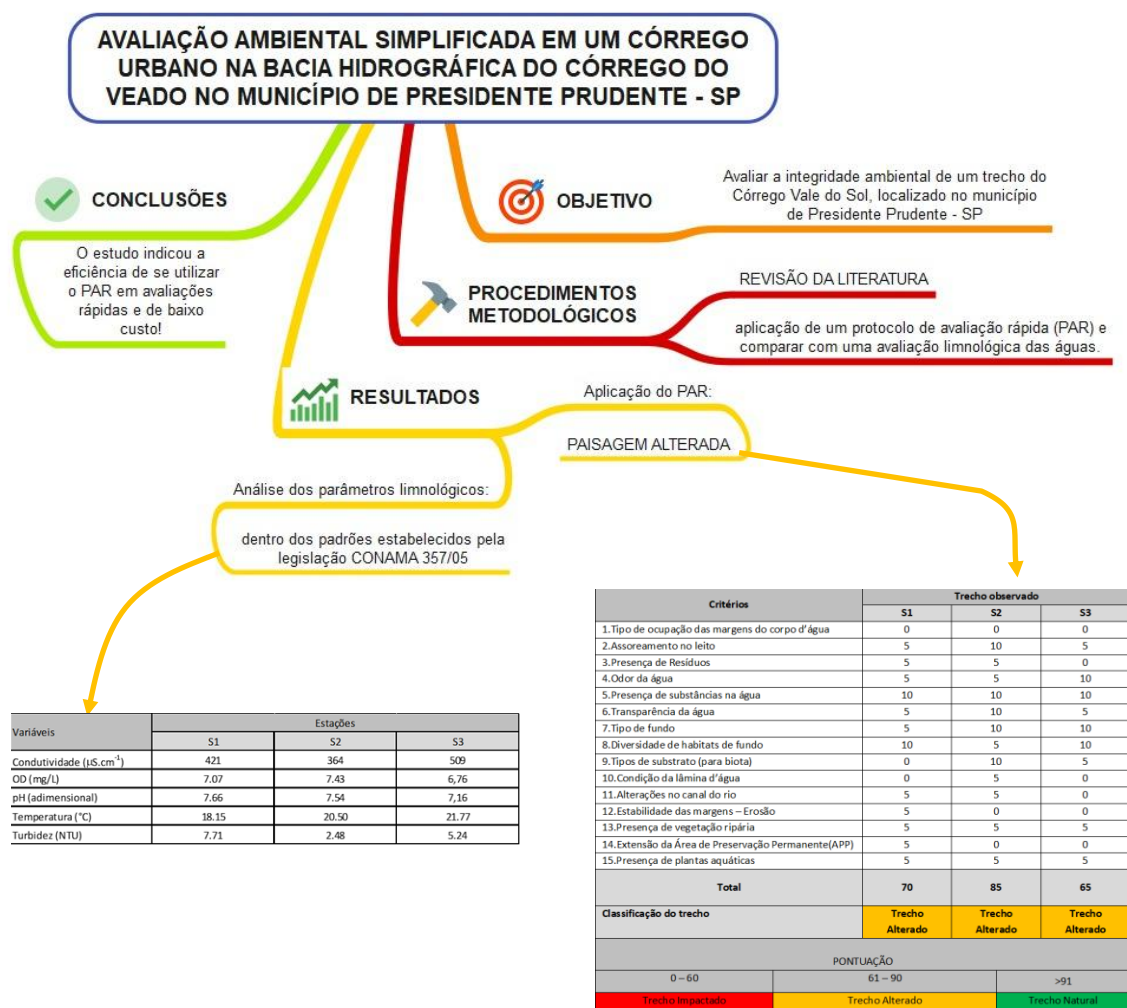 AVALIAÇÃO AMBIENTAL SIMPLIFICADA EM UM CÓRREGO
URBANO NA BACIA HIDROGRÁFICA DO CÓRREGO DO
VEADO NO MUNICÍPIO DE PRESIDENTE PRUDENTE - SP
CONCLUSÕES
O estudo indicou a
eficiência de se utilizar
o PAR em avaliações
rápidas e de baixo
custo!
OBJETIVO
Avaliar a integridade ambiental de um trecho do
Córrego Vale do Sol, localizado no município
de Presidente Prudente - SP
PROCEDIMENTOS
METODOLÓGICOS
REVISÃO DA LITERATURA
aplicação de um protocolo de avaliação rápida (PAR) e
comparar com uma avaliação limnológica das águas.
RESULTADOS
Aplicação do PAR:
PAISAGEM ALTERADA
Análise dos parâmetros limnológicos:
dentro dos padrões estabelecidos pela
legislação CONAMA 357/05
Variáveis Estações
S1 S2 S3
Condutividade (µS.cm⁻¹) 421 364 509
OD (mg/L) 7.07 7.43 6,76
pH (adimensional) 7.66 7.54 7,16
Temperatura (°C) 18.15 20.50 21.77
Turbidez (NTU) 7.71 2.48 5.24
Critérios Trecho observado
S1 S2 S3
1.Tipo de ocupação das margens do corpo d'água 0 0 0
2.Assoreamento no leito 5 10 5
3.Presença de Resíduos 5 5 0
4.Odor da água 5 5 10
5.Presença de substâncias na água 10 10 10
6.Transparência da água 5 10 5
7.Tipo de fundo 5 10 10
8.Diversidade de habitats de fundo 10 5 10
9.Tipos de substrato (para biota) 0 10 5
10.Condição da lâmina d'água 0 5 0
11.Alterações no canal do rio 5 5 0
12.Estabilidade das margens – Erosão 5 0 0
13.Presença de vegetação ripária 5 5 5
14.Extensão da Área de Preservação Permanente(APP) 5 0 0
15.Presença de plantas aquáticas 5 5 5
Total 70 85 65
Classificação do trecho Trecho Trecho Trecho
Alterado Alterado Alterado
PONTUAÇÃO
0 – 60 61 – 90 >91
Trecho Impactado Trecho Alterado Trecho Natural